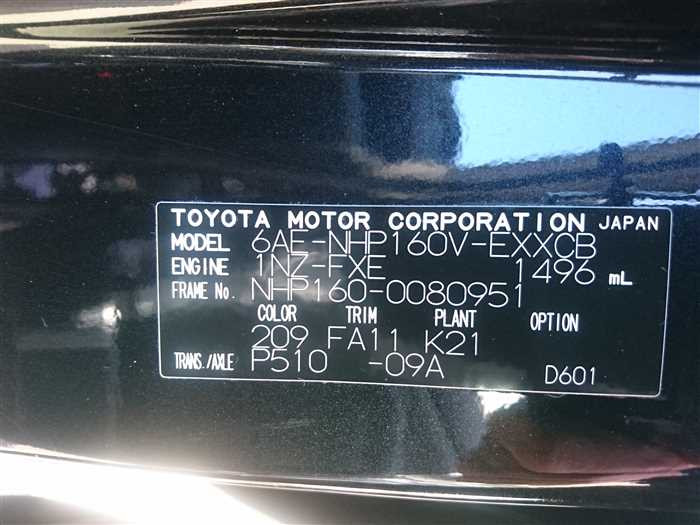 TOYOTA MOTOR CORPORATION JAPAN
MODEL 6AE-NHP160V-EXXCB
ENGINE 1NZ-FXE 1496 mL
FRAME No. NHP160-0080951
COLOR TRIM PLANT OPTION
209 FA11 K21
TRANS./AXLE P510 -09A D601